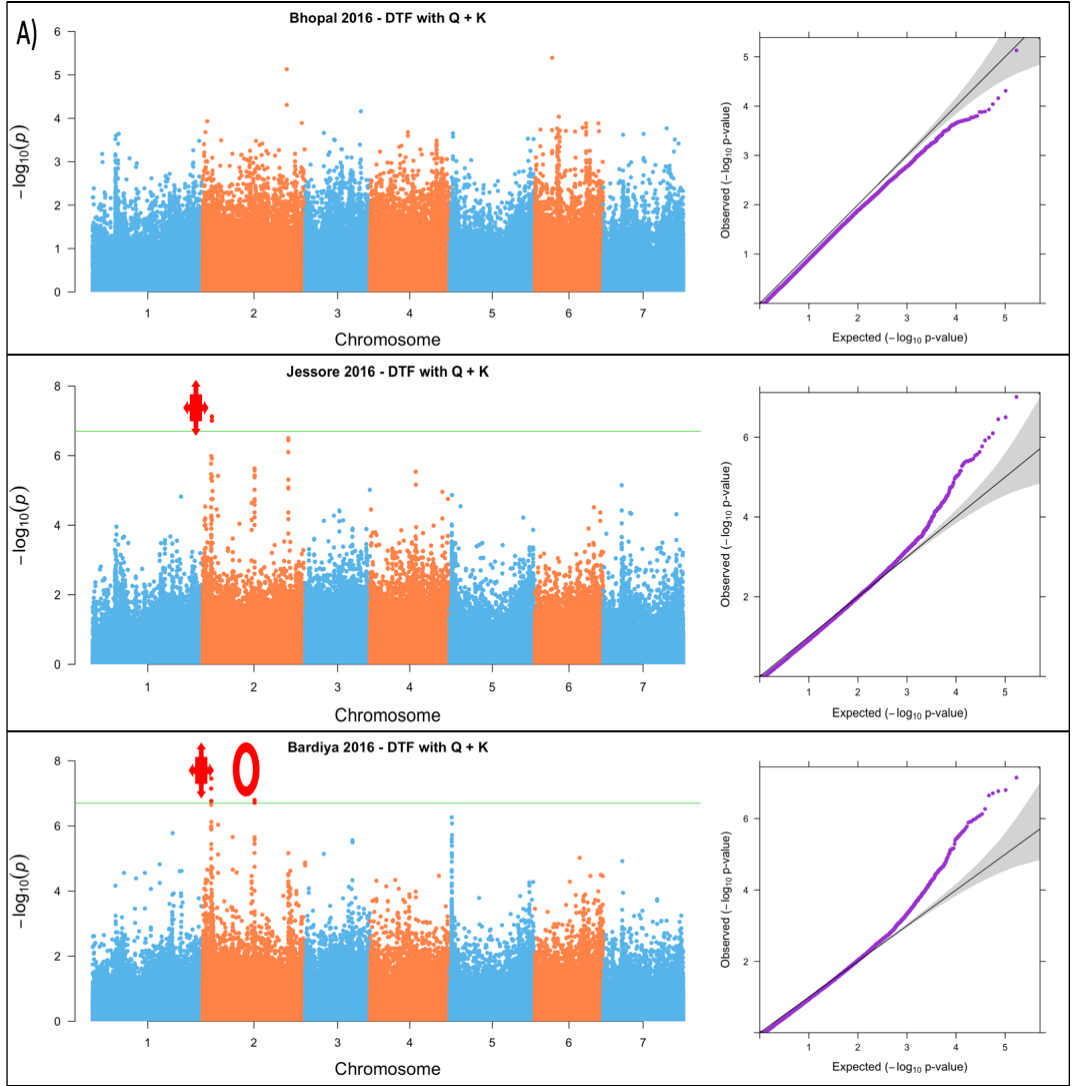 A)
Bhopal 2016 - DTF with Q + K
6
5
4
3
2
1
0
−log10(p)
1 2 3 4 5 6 7
Chromosome
5
4
3
2
1
Observed (−log10 p-value)
1 2 3 4 5
Expected (−log10 p-value)
Jessore 2016 - DTF with Q + K
8
6
4
2
0
−log10(p)
1 2 3 4 5 6 7
Chromosome
6
4
2
Observed (−log10 p-value)
1 2 3 4 5
Expected (−log10 p-value)
Bardiya 2016 - DTF with Q + K
8
6
4
2
0
−log10(p)
1 2 3 4 5 6 7
Chromosome
6
4
2
Observed (−log10 p-value)
1 2 3 4 5
Expected (−log10 p-value)